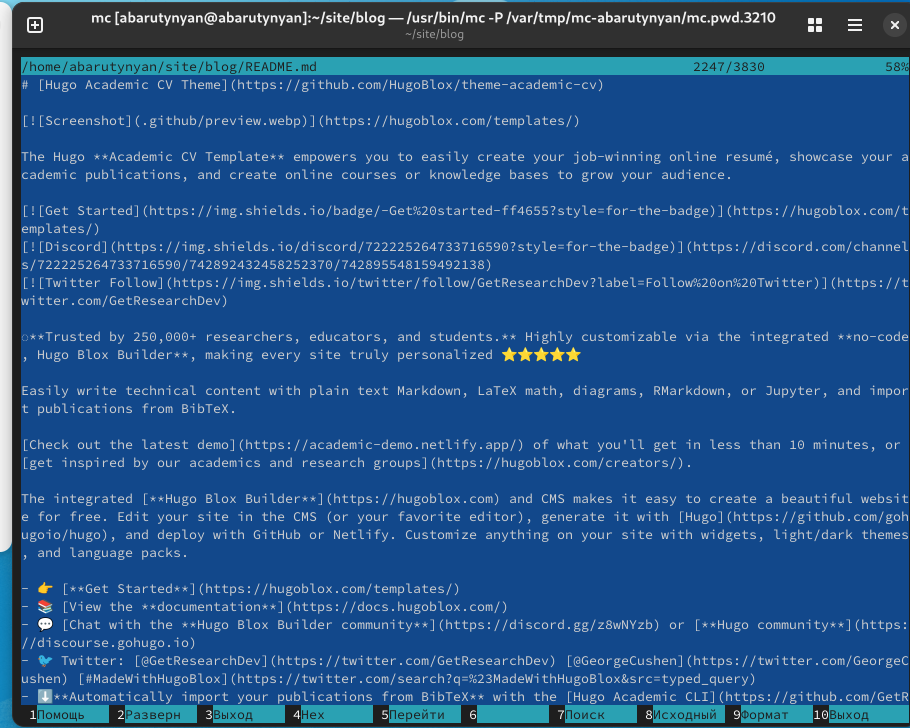 mc [abarutynyan@abarutynyan]:~/site/blog — /usr/bin/mc -P /var/tmp/mc-abarutynyan/mc.pwd.3210
~/site/blog
/home/abarutynyan/site/blog/README.md 2247/3830 58%
# [Hugo Academic CV Theme](https://github.com/HugoBlox/theme-academic-cv)
[![Screenshot](.github/preview.webp)](https://hugoblox.com/templates/)
The Hugo **Academic CV Template** empowers you to easily create your job-winning online resumé, showcase your a
cademic publications, and create online courses or knowledge bases to grow your audience.
[![Get Started](https://img.shields.io/badge/-Get%20started-ff4655?style=for-the-badge)](https://hugoblox.com/t
emplates/)
[![Discord](https://img.shields.io/discord/722225264733716590?style=for-the-badge)](https://discord.com/channel
s/722225264733716590/742892432458252370/742895548159492138)
[![Twitter Follow](https://img.shields.io/twitter/follow/GetResearchDev?label=Follow%20on%20Twitter)](https://t
witter.com/GetResearchDev)
**Trusted by 250,000+ researchers, educators, and students.** Highly customizable via the integrated **no-code
, Hugo Blox Builder**, making every site truly personalized ⭐⭐⭐⭐⭐
Easily write technical content with plain text Markdown, LaTeX math, diagrams, RMarkdown, or Jupyter, and impor
t publications from BibTeX.
[Check out the latest demo](https://academic-demo.netlify.app/) of what you'll get in less than 10 minutes, or
[get inspired by our academics and research groups](https://hugoblox.com/creators/).
The integrated [**Hugo Blox Builder**](https://hugoblox.com) and CMS makes it easy to create a beautiful websit
e for free. Edit your site in the CMS (or your favorite editor), generate it with [Hugo](https://github.com/goh
ugoio/hugo), and deploy with GitHub or Netlify. Customize anything on your site with widgets, light/dark themes
, and language packs.
- 👉 [**Get Started**](https://hugoblox.com/templates/)
- 📚 [View the **documentation**](https://docs.hugoblox.com/)
- 💬 [Chat with the **Hugo Blox Builder community**](https://discord.gg/z8wNYzb) or [**Hugo community**](https:
//discourse.gohugo.io)
- 🐦 Twitter: [@GetResearchDev](https://twitter.com/GetResearchDev) [@GeorgeCushen](https://twitter.com/GeorgeC
ushen) [#MadeWithHugoBlox](https://twitter.com/search?q=%23MadeWithHugoBlox&src=typed_query)
- ⬇️**Automatically import your publications from BibTeX** with the [Hugo Academic CLI](https://github.com/GetR
1Помощь 2Разверн 3Выход 4Hex 5Перейти 6 7Поиск 8Исходный 9Формат 10Выход